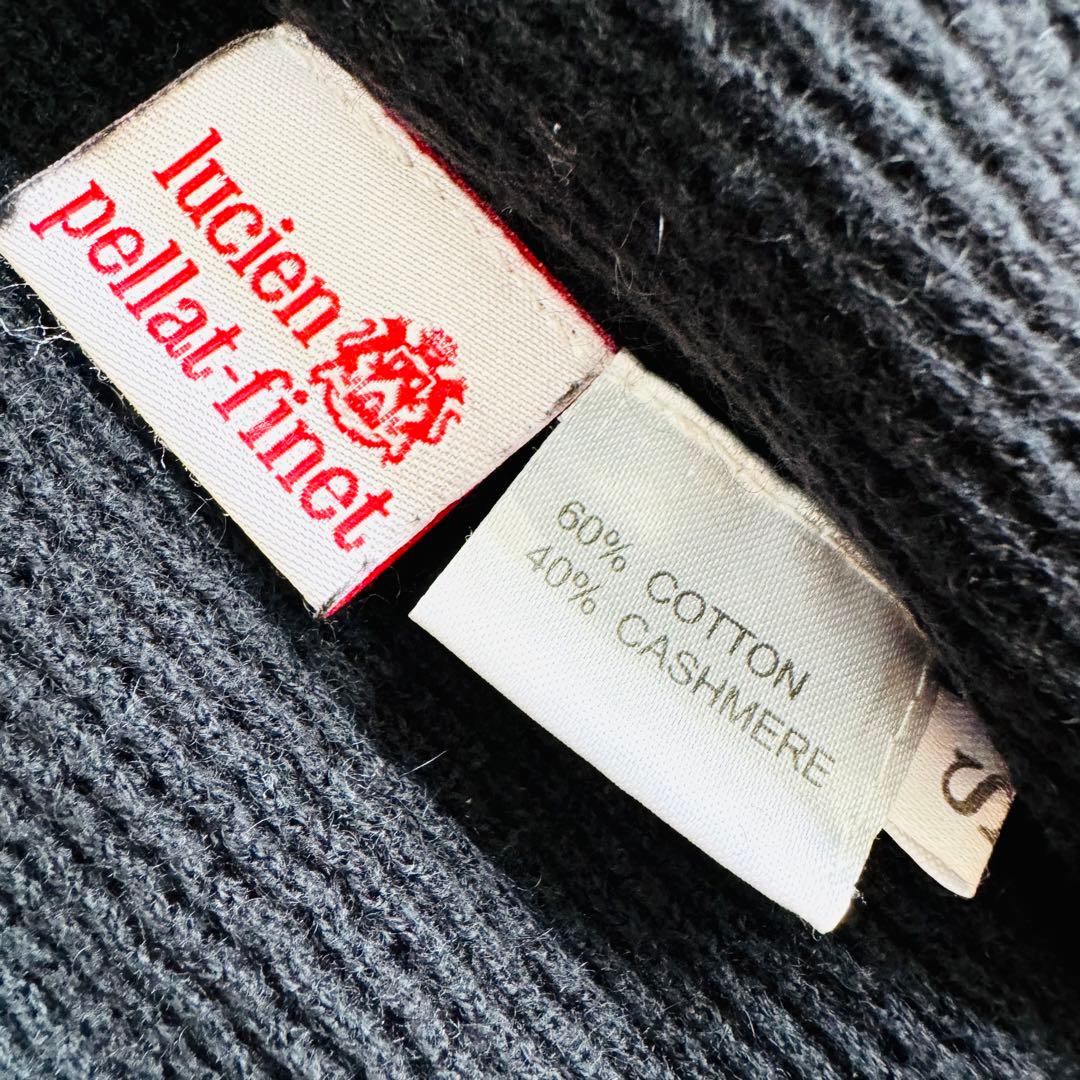 lucien
pellat-finet
60% COTTON
40% CASHMERE
S